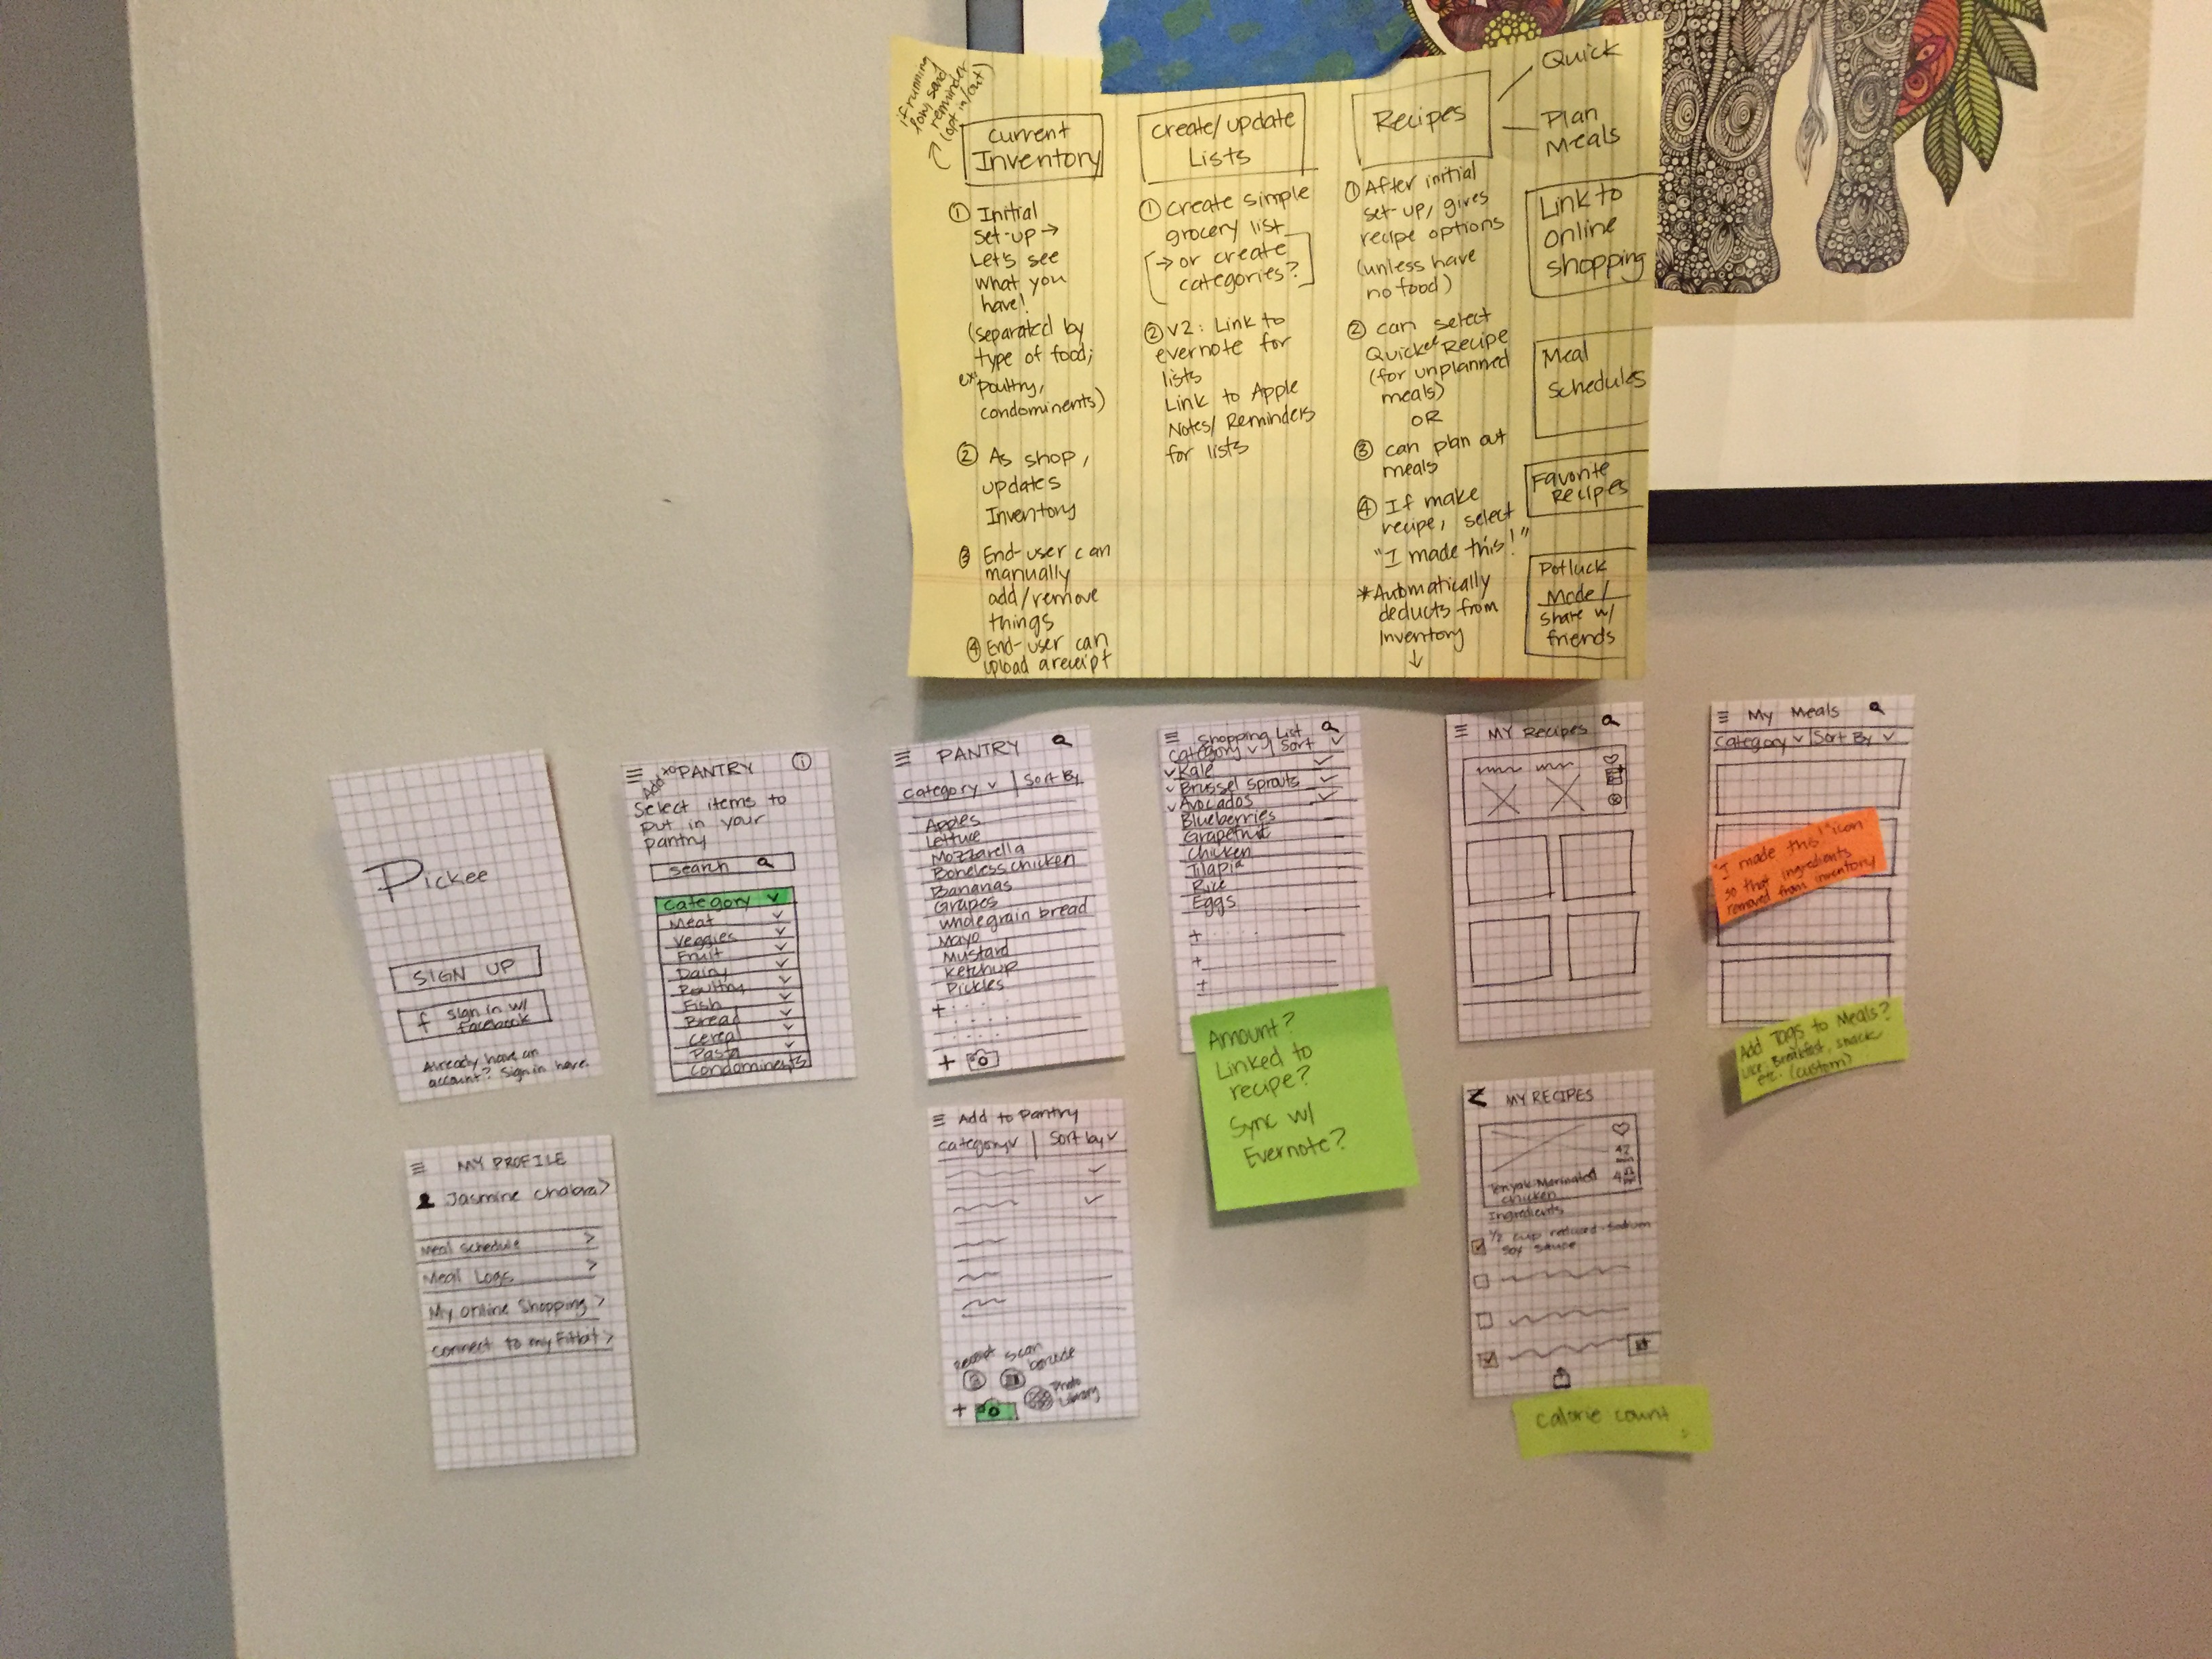 if running
low, send
reminder
(opt in/out)
Current
Inventory
① Initial
set-up →
Let's see
what you
have!
(separated by
type of food;
ex: poultry,
condominents)
② As shop,
updates
Inventory
③ End-user can
manually
add/remove
things
④ End-user can
upload a receipt
Create/update
Lists
① Create simple
grocery list
[→ or create
categories?]
② V2: Link to
evernote for
lists
Link to Apple
Notes/Reminders
for lists
Recipes
Quick
Plan
Meals
① After initial
set-up, gives
recipe options
(unless have
no food)
② can select
Quick Recipe
(for unplanned
meals)
OR
③ can plan out
meals
④ If make
recipe, select
"I made this!"
*Automatically
deducts from
Inventory
↓
Link to
online
shopping
Meal
Schedules
Favorite
Recipes
Potluck
Mode/
share w/
friends
Pickee
SIGN UP
f sign in w/
Facebook
Already have an
account? Sign in here.
Add to PANTRY
Select items to
put in your
pantry
search
Category
Meat
Veggies
Fruit
Dairy
Poultry
Fish
Bread
Cereal
Pasta
Condominents
PANTRY
Category | Sort By
Apples
Lettuce
Mozzarella
Boneless chicken
Bananas
Grapes
whole grain bread
Mayo
Mustard
Ketchup
Pickles
+
+
Shopping List
Category | Sort
Kale
Brussel Sprouts
Avocados
Blueberries
Grapefruit
Chicken
Tilapia
Rice
Eggs
+
+
+
Amount?
Linked to
recipe?
Sync w/
Evernote?
MY Recipes
My Meals
Category | Sort By
"I made this!" icon
so that ingredients
removed from inventory
Add Tags to Meals?
like: Breakfast, snack
etc. (custom)
MY PROFILE
Jasmine Chabra >
Meal Schedule >
Meal Logs >
My Online Shopping >
Connect to my Fitbit >
Add to Pantry
Category | Sort by
Receipt
Scan
barcode
Photo
Library
+
MY RECIPES
Marinated
chicken
Ingredients
1/2 cup reduced-sodium
soy sauce
calorie count